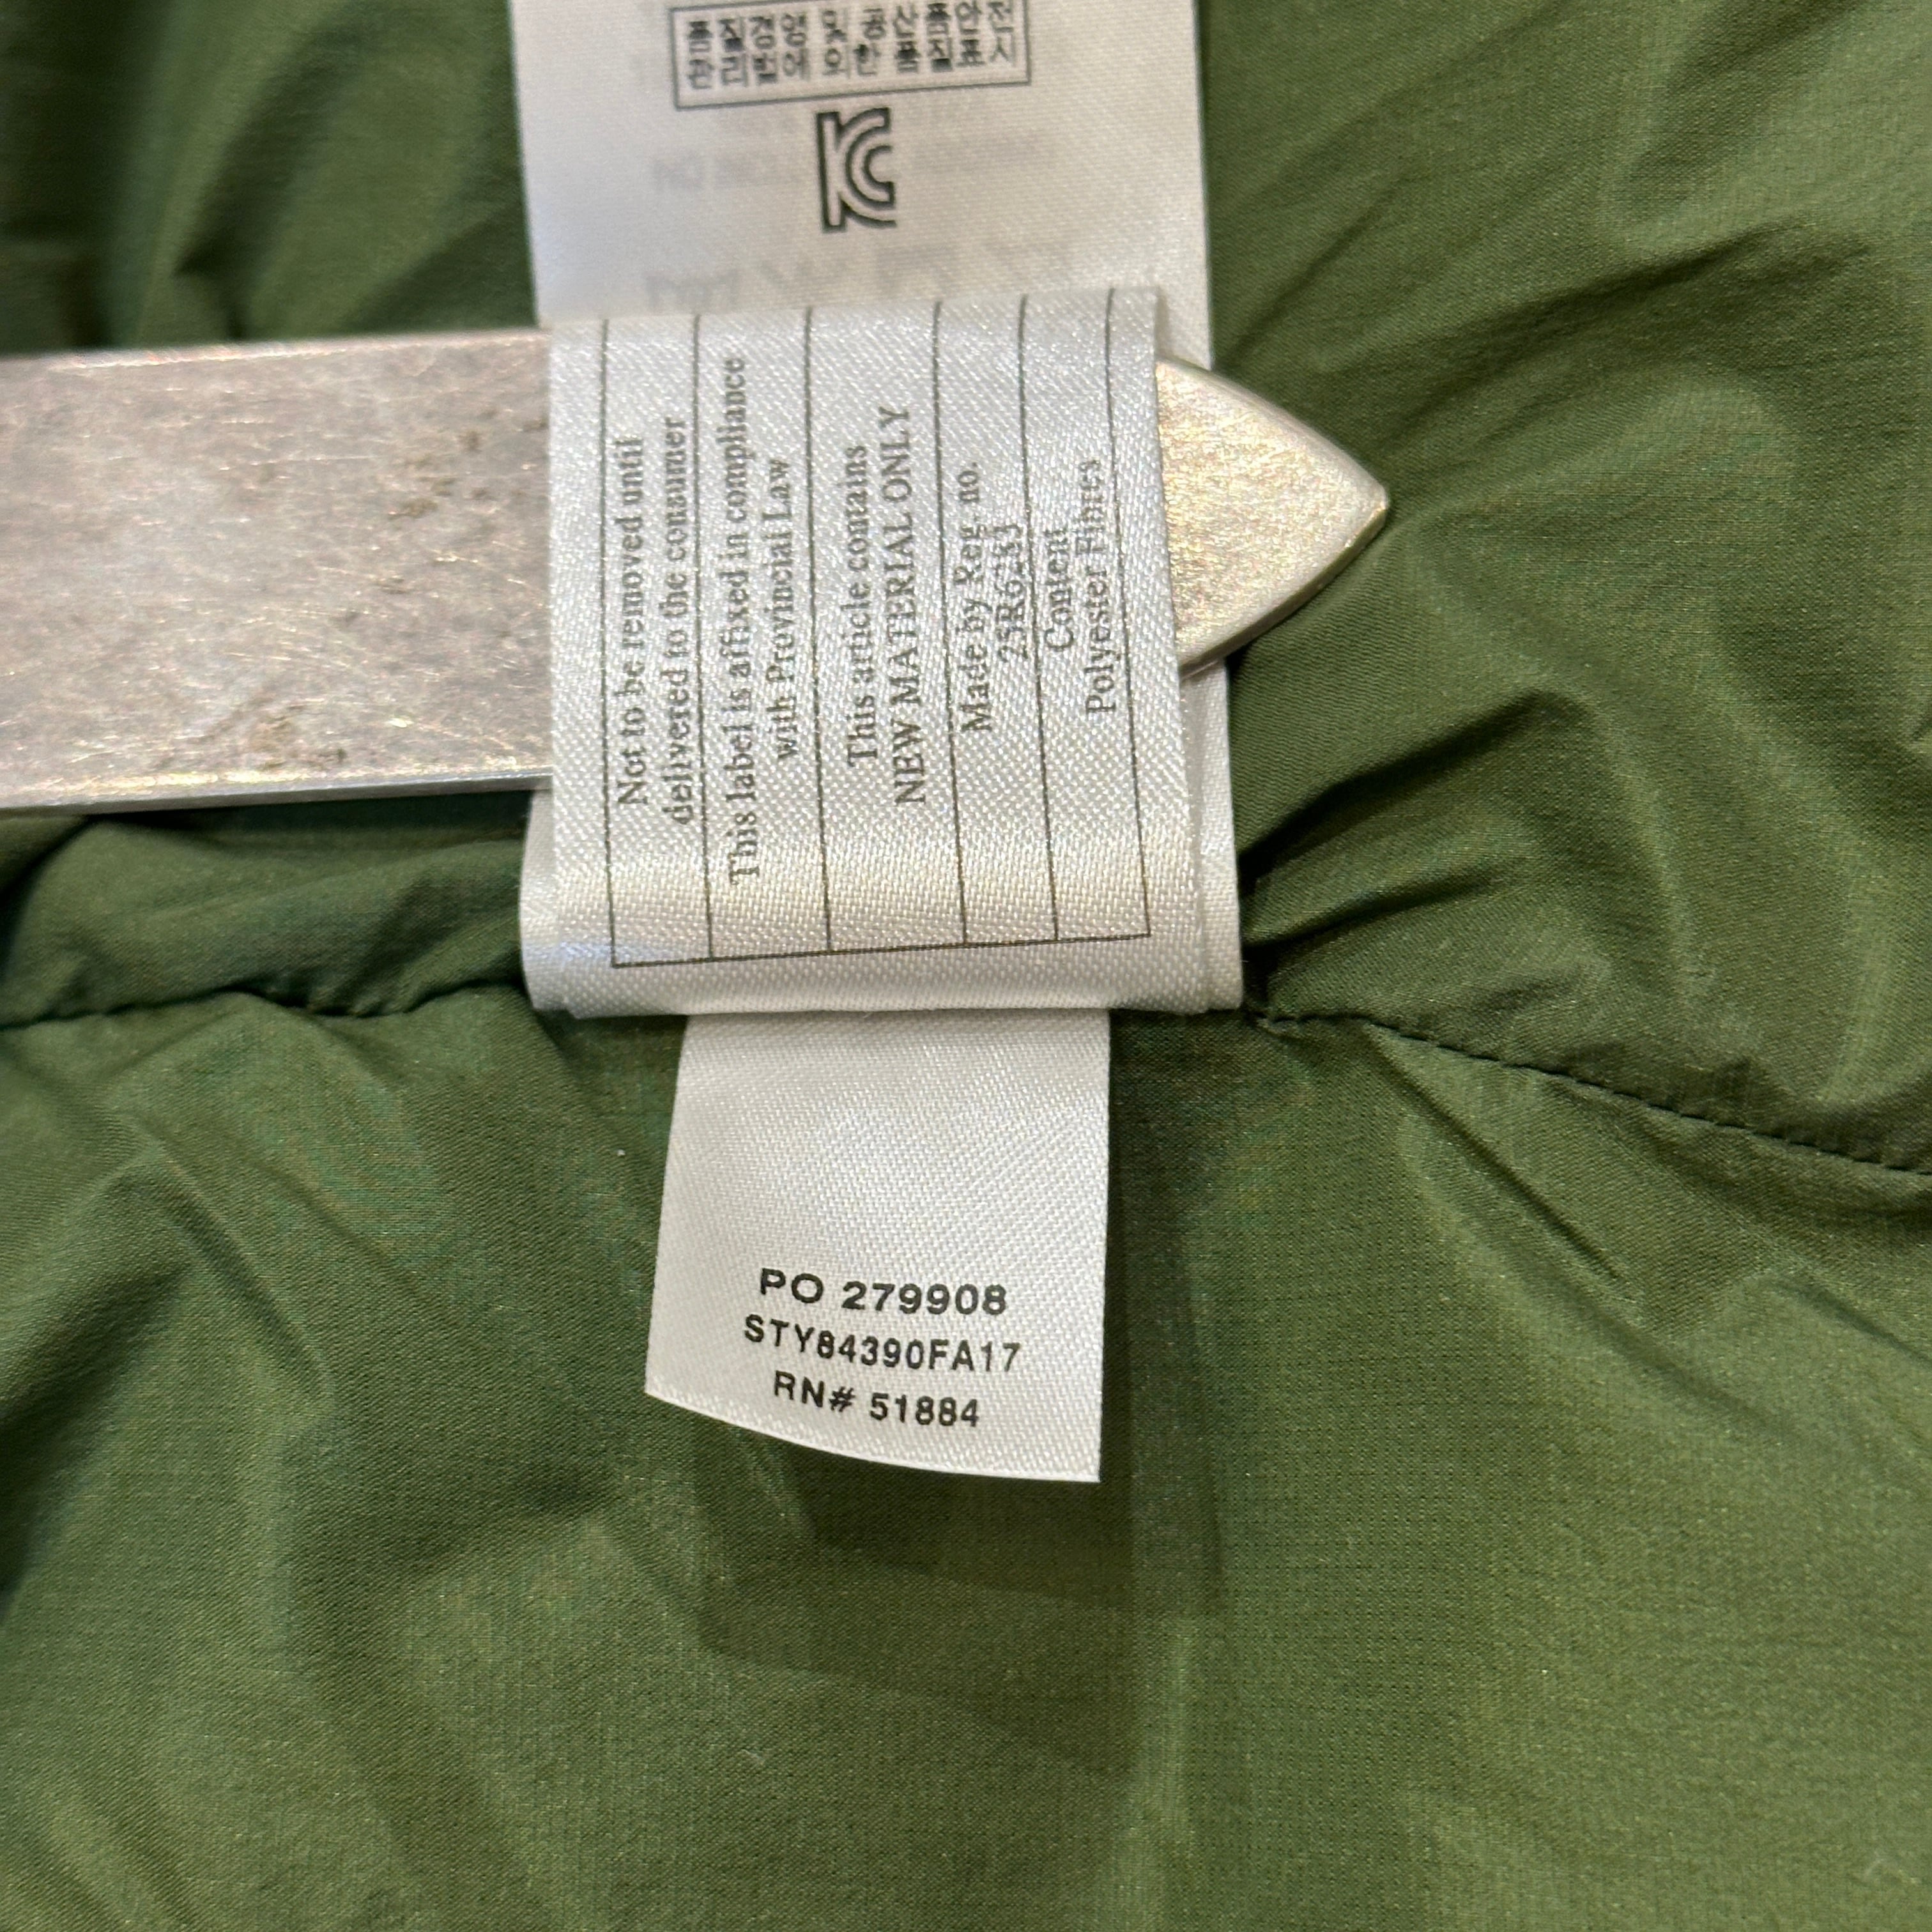 품질경영 및 공산품안전
관리법에 의한 품질표시
KC
Not to be removed until
delivered to the consumer
This label is affixed in compliance
with Provincial Law
This article contains
NEW MATERIAL ONLY
Made by Reg. no.
25R6283J
Content
Polyester Fibres
PO 279908
STY84390FA17
RN# 51884